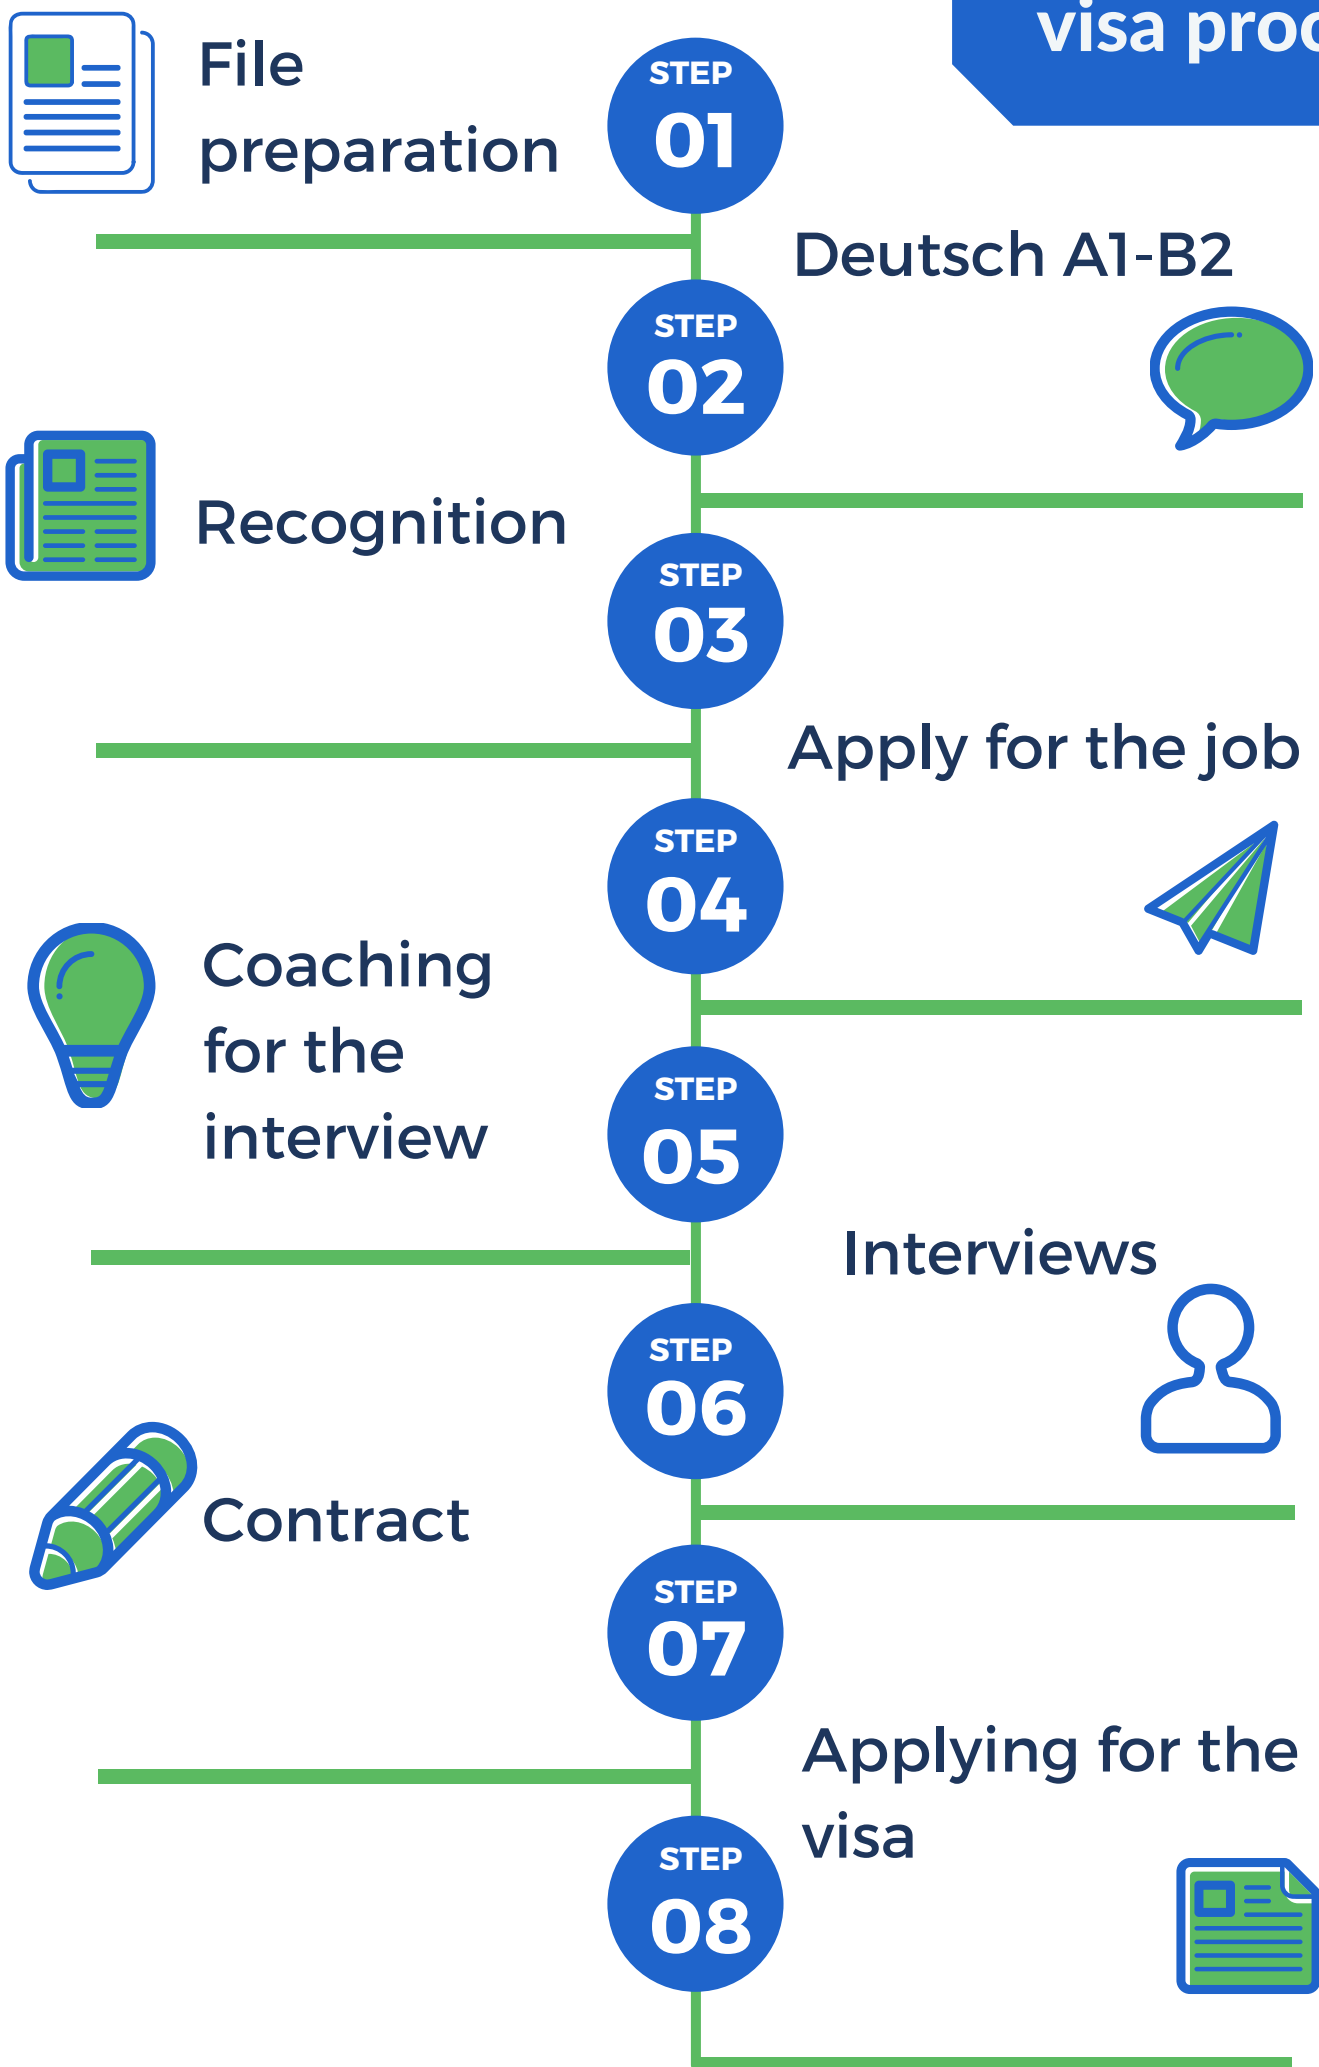 visa proc
File
preparation
STEP
01
Deutsch A1-B2
STEP
02
Recognition
STEP
03
Apply for the job
STEP
04
Coaching
for the
interview
STEP
05
Interviews
STEP
06
Contract
STEP
07
Applying for the
visa
STEP
08